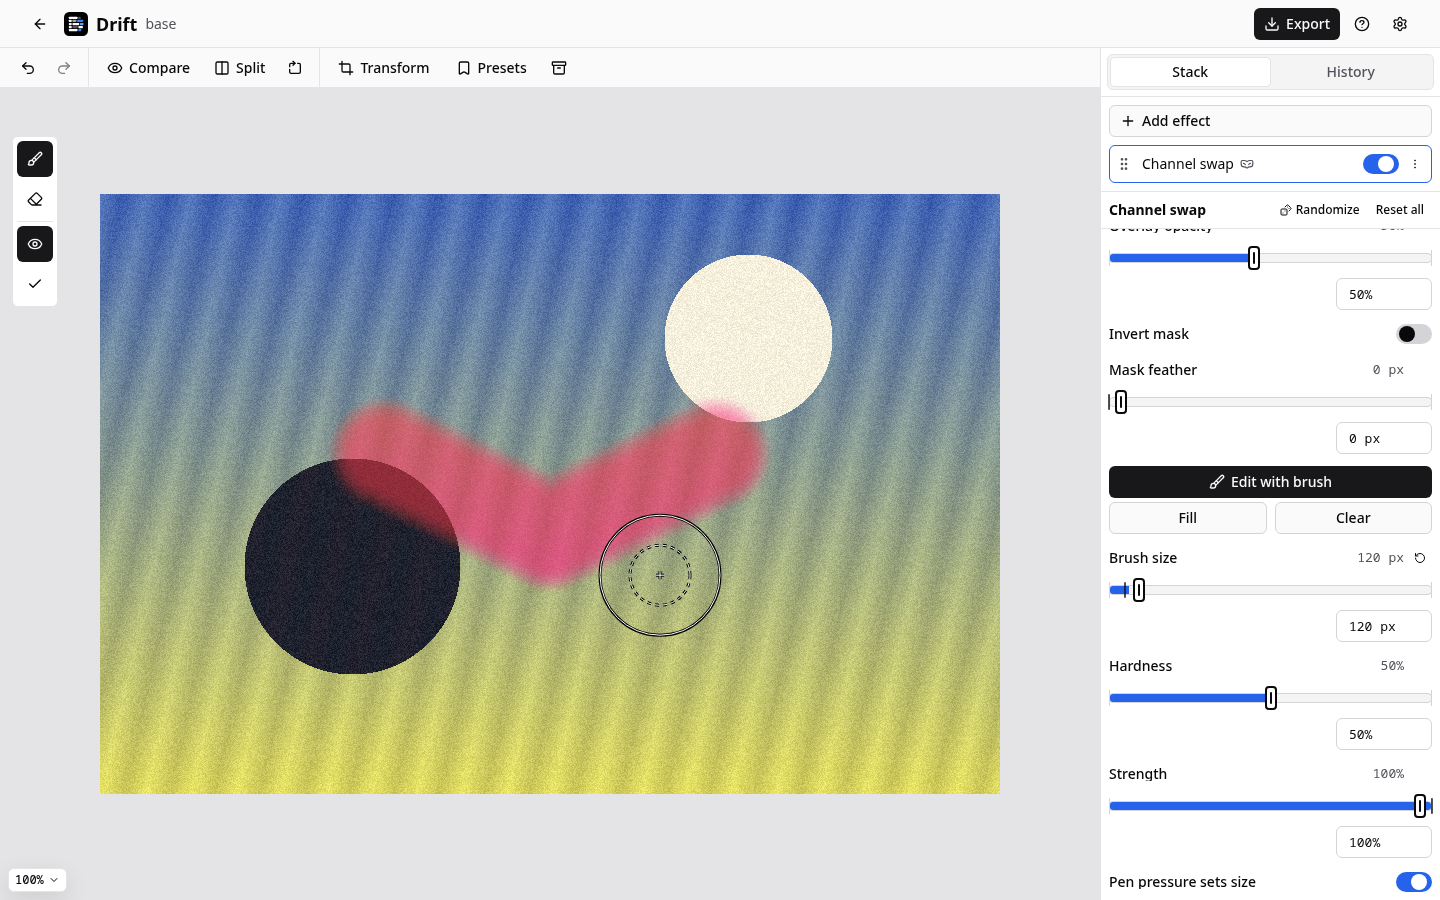 Drift base
Export
Compare
Split
Transform
Presets
Stack
History
Add effect
Channel swap
Channel swap
Randomize
Reset all
Overlay opacity
50%
Invert mask
Mask feather
0 px
0 px
Edit with brush
Fill
Clear
Brush size
120 px
120 px
Hardness
50%
50%
Strength
100%
100%
Pen pressure sets size
100%